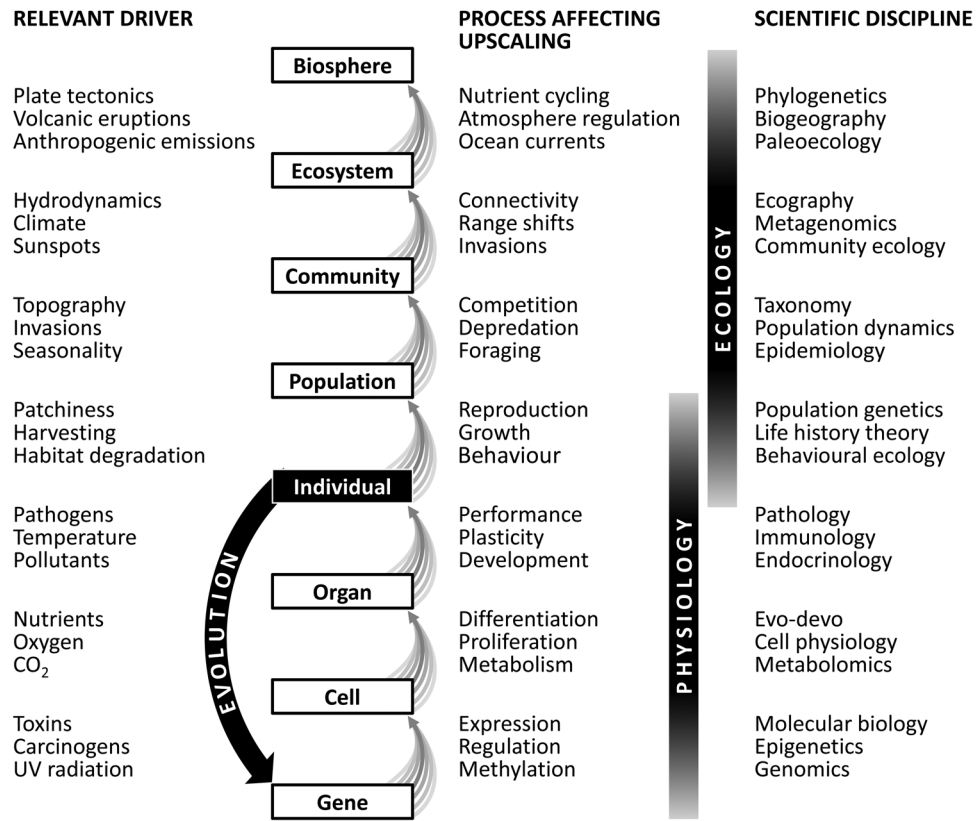 RELEVANT DRIVER
PROCESS AFFECTING
UPSCALING
SCIENTIFIC DISCIPLINE
Biosphere
Plate tectonics
Volcanic eruptions
Anthropogenic emissions
Nutrient cycling
Atmosphere regulation
Ocean currents
Phylogenetics
Biogeography
Paleoecology
Ecosystem
Hydrodynamics
Climate
Sunspots
Connectivity
Range shifts
Invasions
Ecography
Metagenomics
Community ecology
Community
Topography
Invasions
Seasonality
Competition
Depredation
Foraging
Taxonomy
Population dynamics
Epidemiology
Population
Patchiness
Harvesting
Habitat degradation
Reproduction
Growth
Behaviour
Population genetics
Life history theory
Behavioural ecology
Individual
Pathogens
Temperature
Pollutants
Performance
Plasticity
Development
Pathology
Immunology
Endocrinology
Organ
Nutrients
Oxygen
CO₂
Differentiation
Proliferation
Metabolism
Evo-devo
Cell physiology
Metabolomics
Cell
Toxins
Carcinogens
UV radiation
Expression
Regulation
Methylation
Molecular biology
Epigenetics
Genomics
Gene
EVOLUTION
PHYSIOLOGY
ECOLOGY